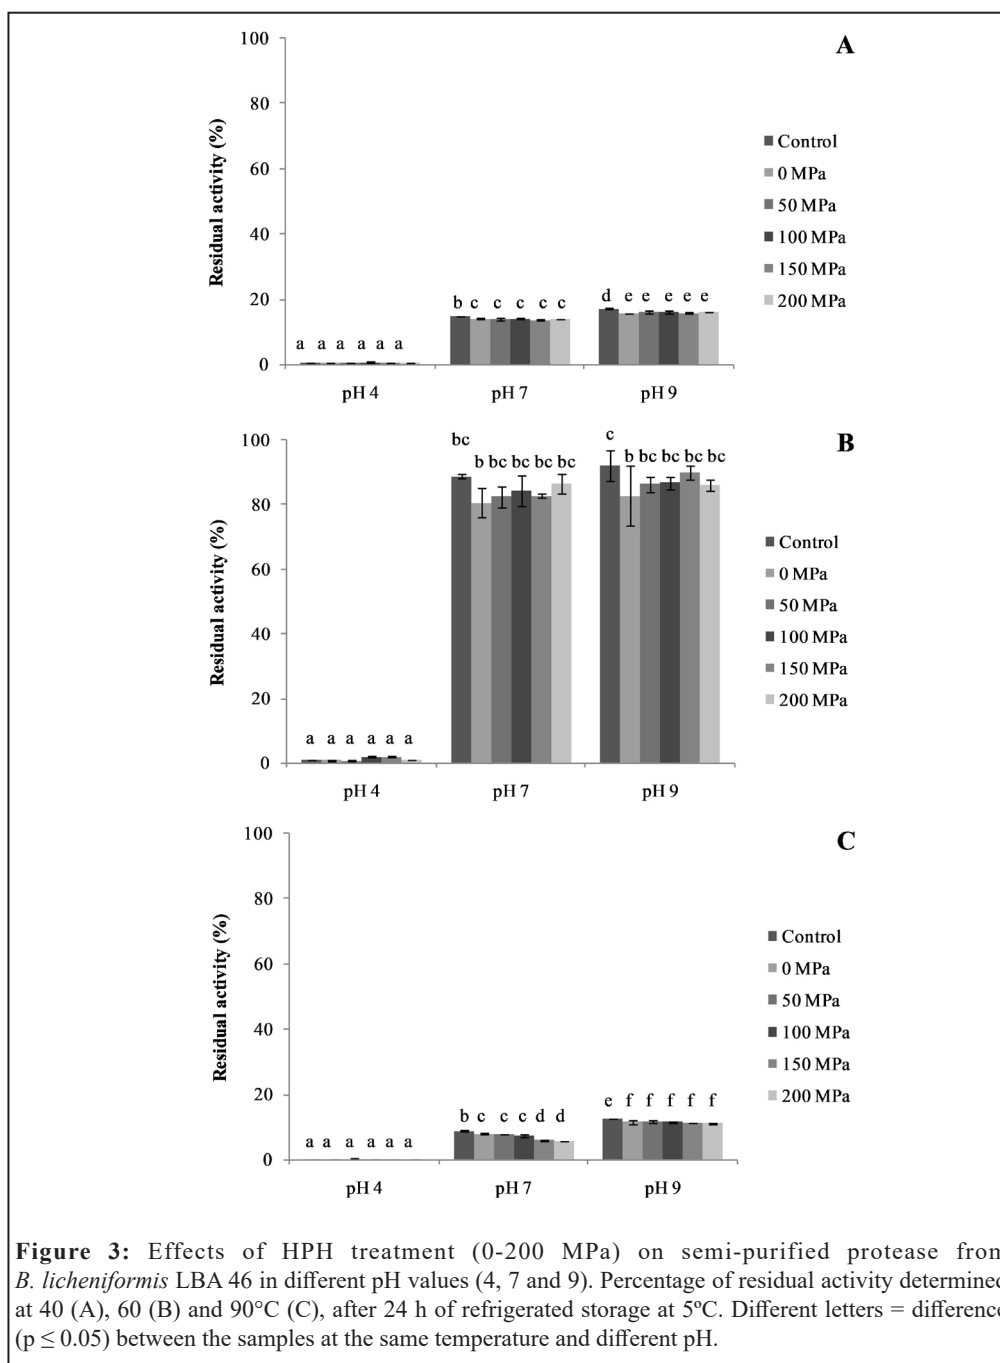 A
100
80
60
40
20
0
Residual activity (%)
Control
0 MPa
50 MPa
100 MPa
150 MPa
200 MPa
a a a a a a
b c c c c c
d e e e e e
pH 4 pH 7 pH 9
B
100
80
60
40
20
0
Residual activity (%)
Control
0 MPa
50 MPa
100 MPa
150 MPa
200 MPa
a a a a a a
bc b bc bc bc bc
c b bc bc bc bc
pH 4 pH 7 pH 9
C
100
80
60
40
20
0
Residual activity (%)
Control
0 MPa
50 MPa
100 MPa
150 MPa
200 MPa
a a a a a a
b c c c d d
e f f f f f
pH 4 pH 7 pH 9
Figure 3: Effects of HPH treatment (0-200 MPa) on semi-purified protease from
B. licheniformis LBA 46 in different pH values (4, 7 and 9). Percentage of residual activity determined
at 40 (A), 60 (B) and 90°C (C), after 24 h of refrigerated storage at 5ºC. Different letters = difference
(p ≤ 0.05) between the samples at the same temperature and different pH.